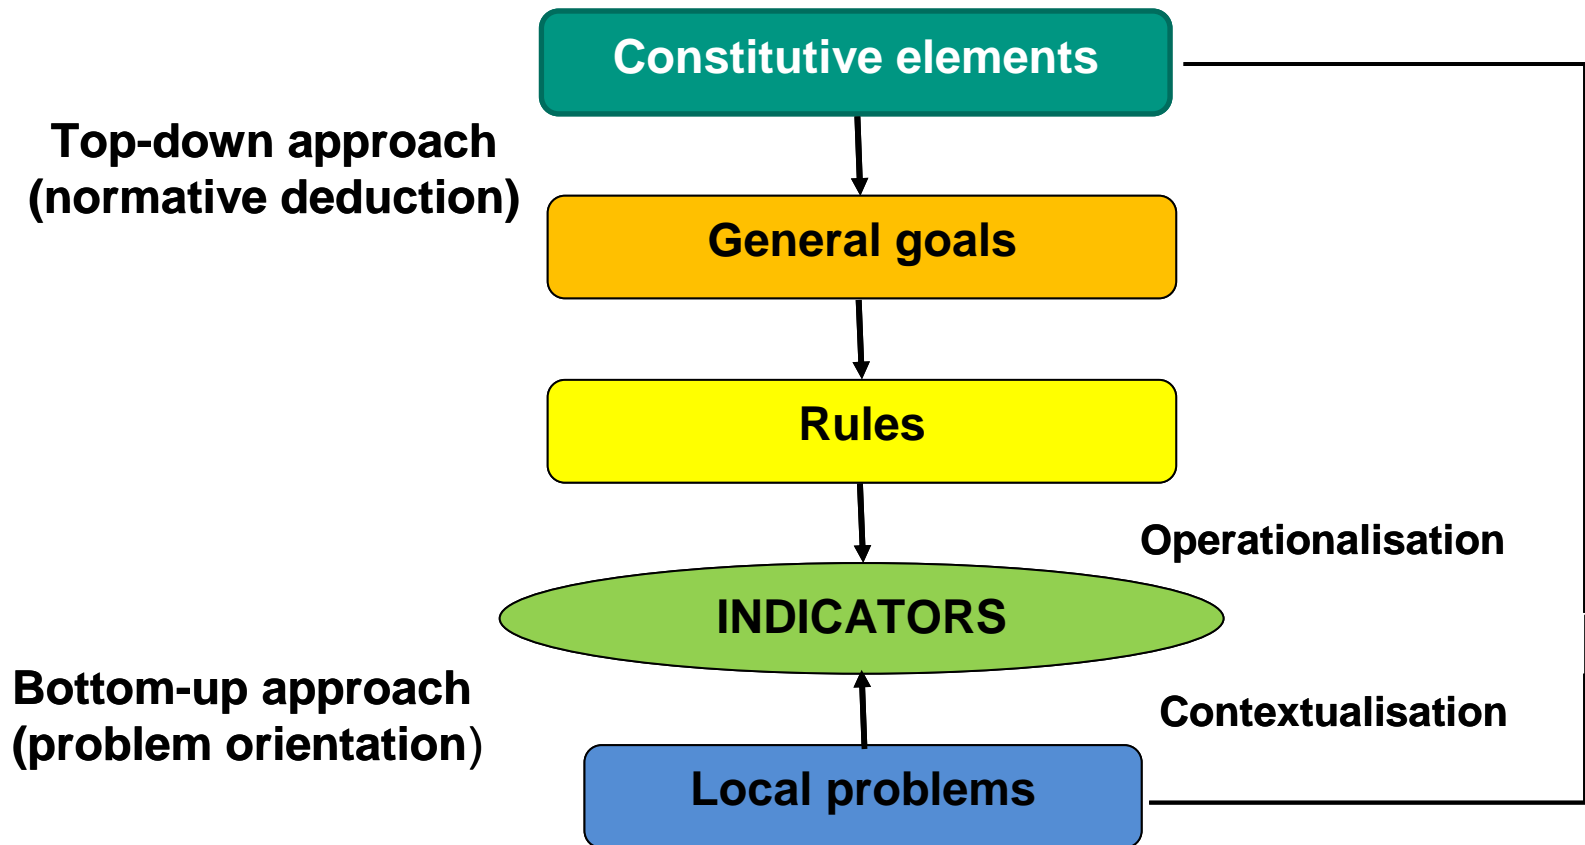 Constitutive elements
Top-down approach
(normative deduction)
General goals
Rules
Operationalisation
INDICATORS
Bottom-up approach
(problem orientation)
Contextualisation
Local problems